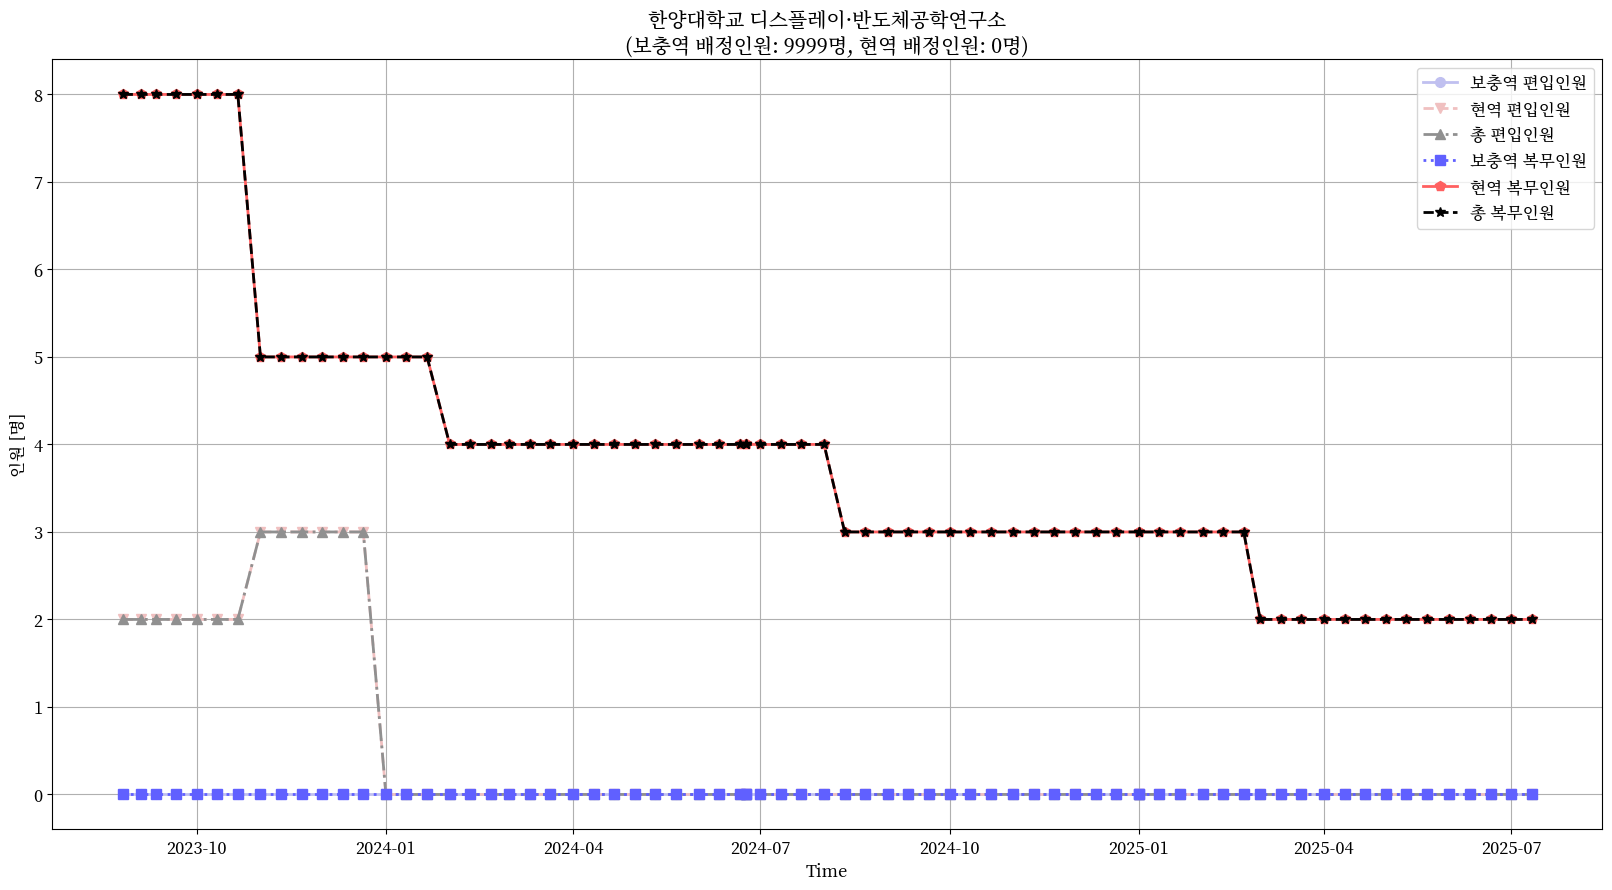 한양대학교 디스플레이·반도체공학연구소
(보충역 배정인원: 9999명, 현역 배정인원: 0명)
보충역 편입인원
현역 편입인원
총 편입인원
보충역 복무인원
현역 복무인원
총 복무인원
인원 [명]
8
7
6
5
4
3
2
1
0
2023-10 2024-01 2024-04 2024-07 2024-10 2025-01 2025-04 2025-07
Time